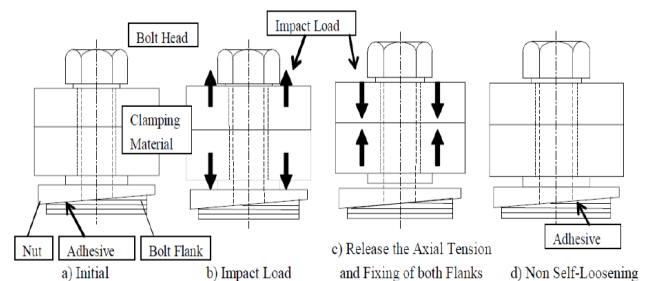 Bolt Head
Impact Load
Clamping
Material
Nut
Adhesive
Bolt Flank
Adhesive
a) Initial
b) Impact Load
c) Release the Axial Tension
and Fixing of both Flanks
d) Non Self-Loosening